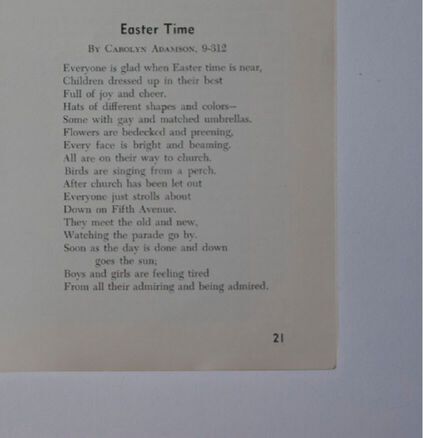 Easter Time
By Carolyn Adamson, 9-312
Everyone is glad when Easter time is near,
Children dressed up in their best
Full of joy and cheer.
Hats of different shapes and colors—
Some with gay and matched umbrellas.
Flowers are bedecked and preening,
Every face is bright and beaming.
All are on their way to church.
Birds are singing from a perch.
After church has been let out
Everyone just strolls about
Down on Fifth Avenue.
They meet the old and new,
Watching the parade go by.
Soon as the day is done and down
goes the sun;
Boys and girls are feeling tired
From all their admiring and being admired.
21